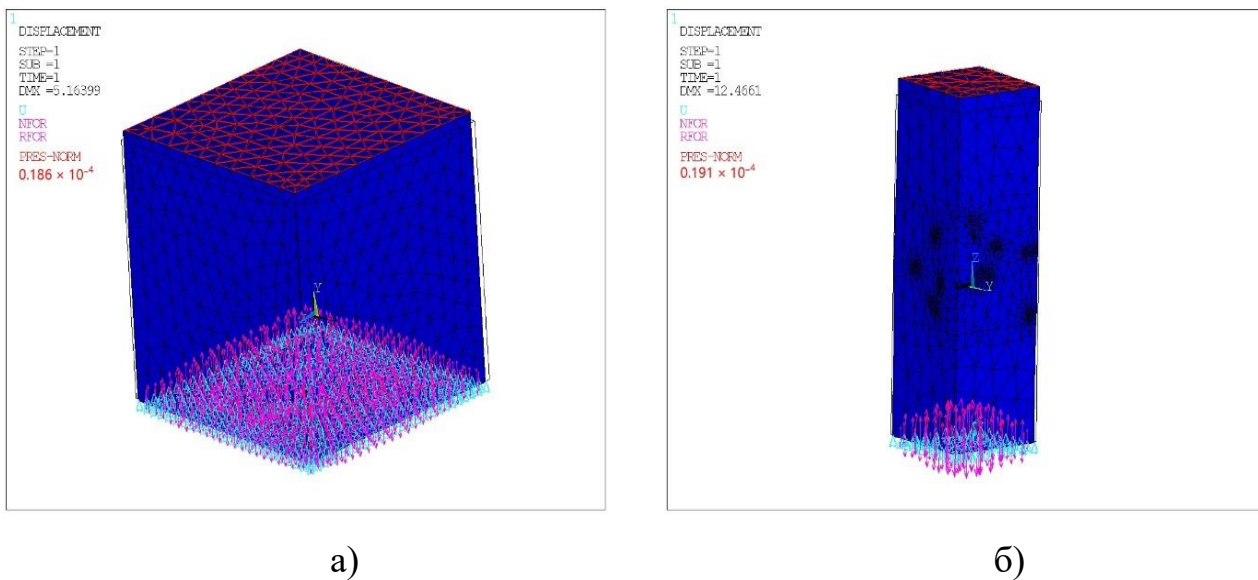 1
DISPLACEMENT
STEP=1
SUB =1
TIME=1
DMX =5.16399
U
NFOR
RFOR
PRES-NORM
0.186 × 10⁻⁴
Y
а)
1
DISPLACEMENT
STEP=1
SUB =1
TIME=1
DMX =12.4661
U
NFOR
RFOR
PRES-NORM
0.191 × 10⁻⁴
Z
Y
б)